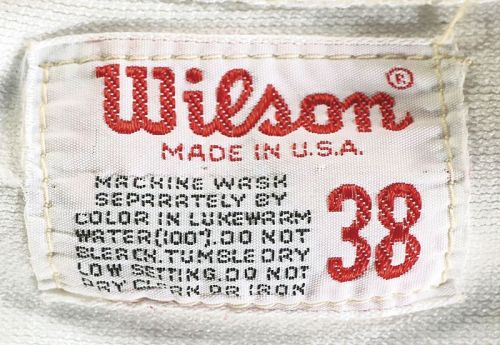 Wilson®
MADE IN U.S.A.
MACHINE WASH
SEPARATELY BY
COLOR IN LUKEWARM
WATER(100°).DO NOT
BLEACH.TUMBLE DRY
LOW SETTING.DO NOT
DRY CLEAN OR IRON
38